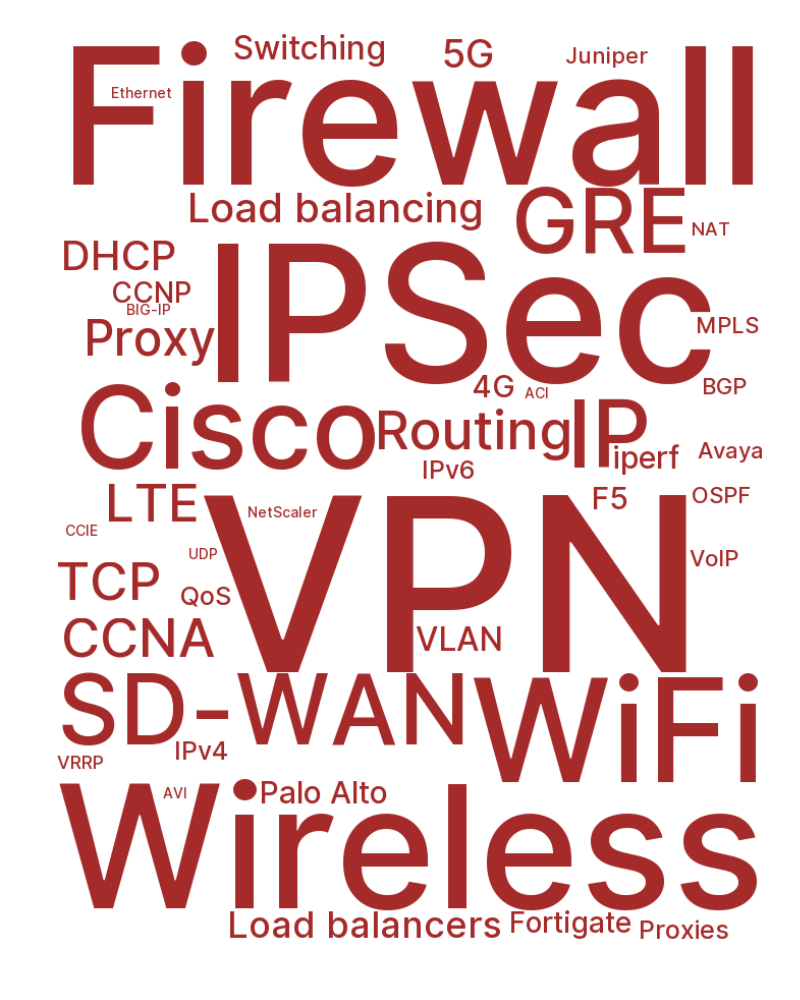 Switching
5G
Juniper
Firewall
Ethernet
Load balancing
GRE
NAT
DHCP
IPSec
CCNP
BIG-IP
Proxy
MPLS
4G
ACI
BGP
Cisco
Routing
IP
iperf
Avaya
IPv6
LTE
F5
OSPF
NetScaler
VPN
CCIE
UDP
VoIP
TCP
QoS
CCNA
VLAN
SD-WAN
WiFi
IPv4
VRRP
AVI
Palo Alto
Wireless
Load balancers
Fortigate
Proxies